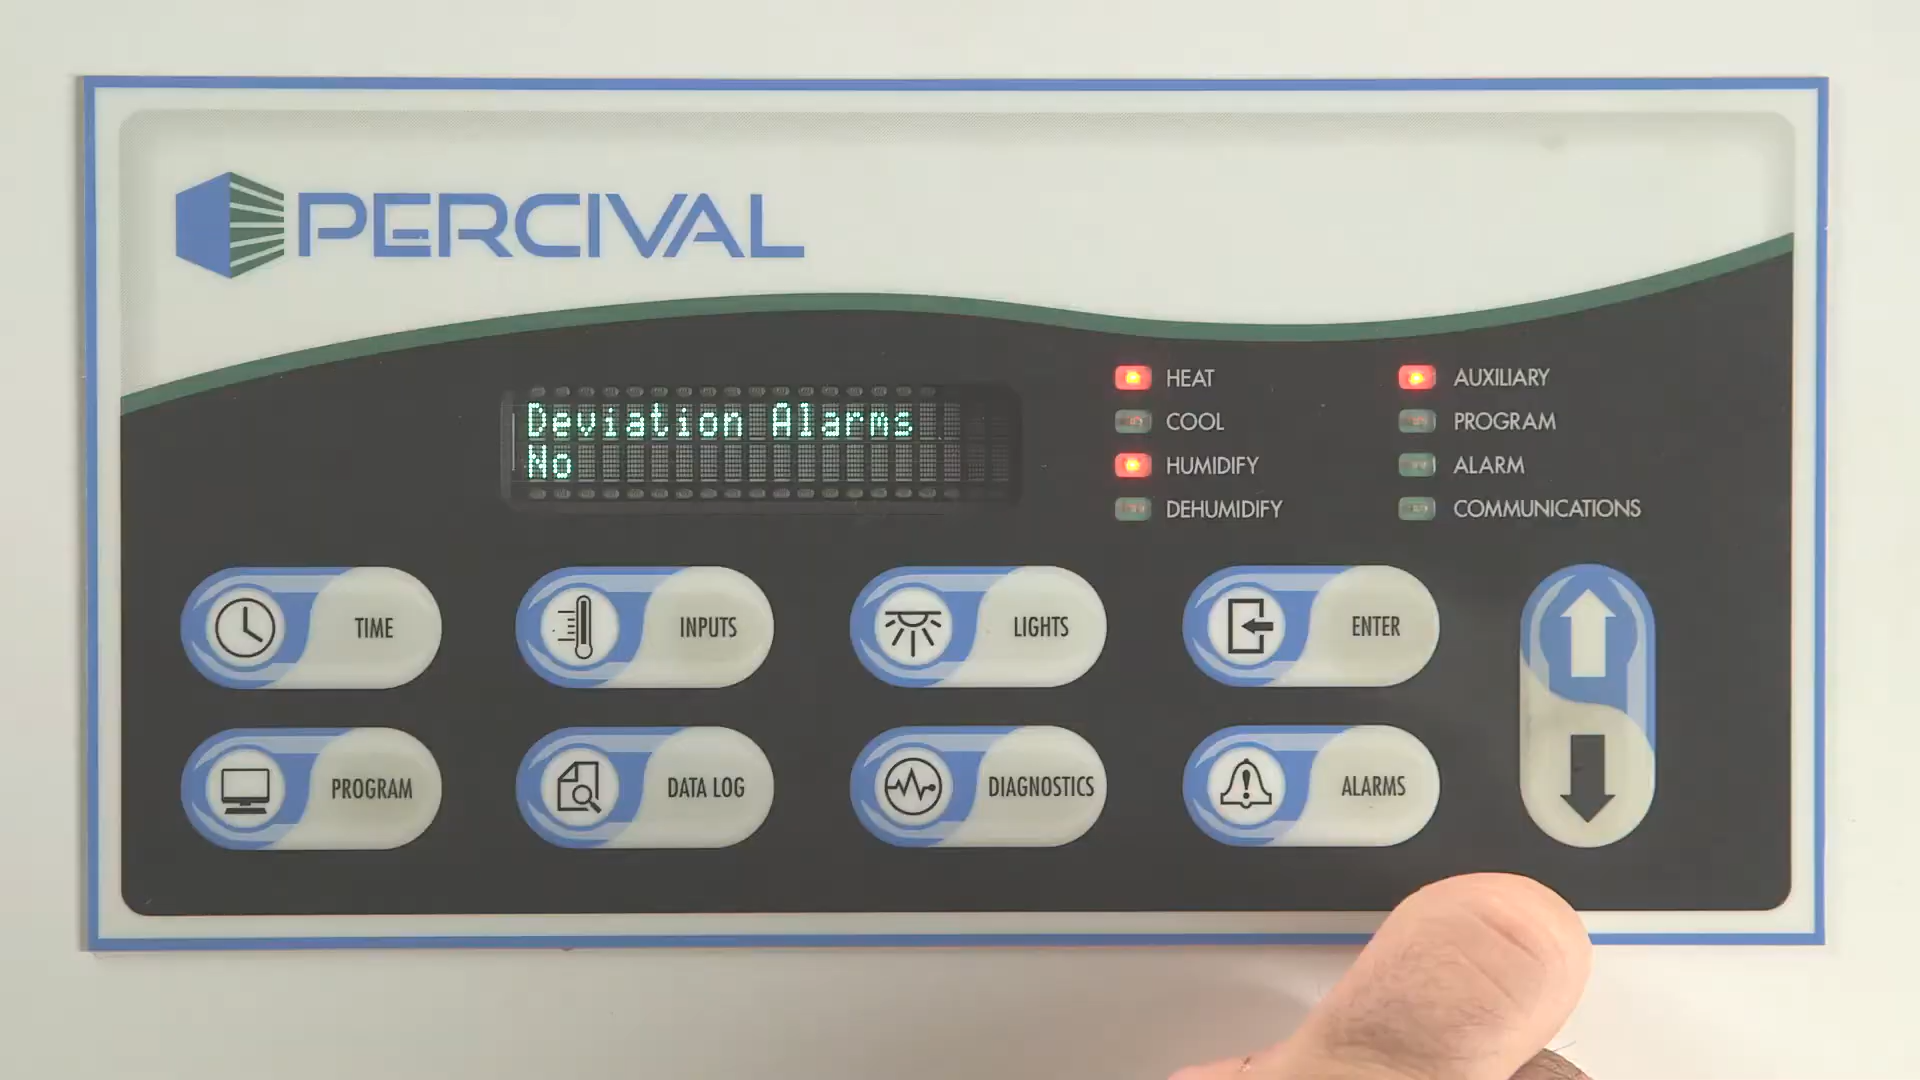 PERCIVAL
Deviation Alarms
No
HEAT
COOL
HUMIDIFY
DEHUMIDIFY
AUXILIARY
PROGRAM
ALARM
COMMUNICATIONS
TIME
INPUTS
LIGHTS
ENTER
PROGRAM
DATA LOG
DIAGNOSTICS
ALARMS